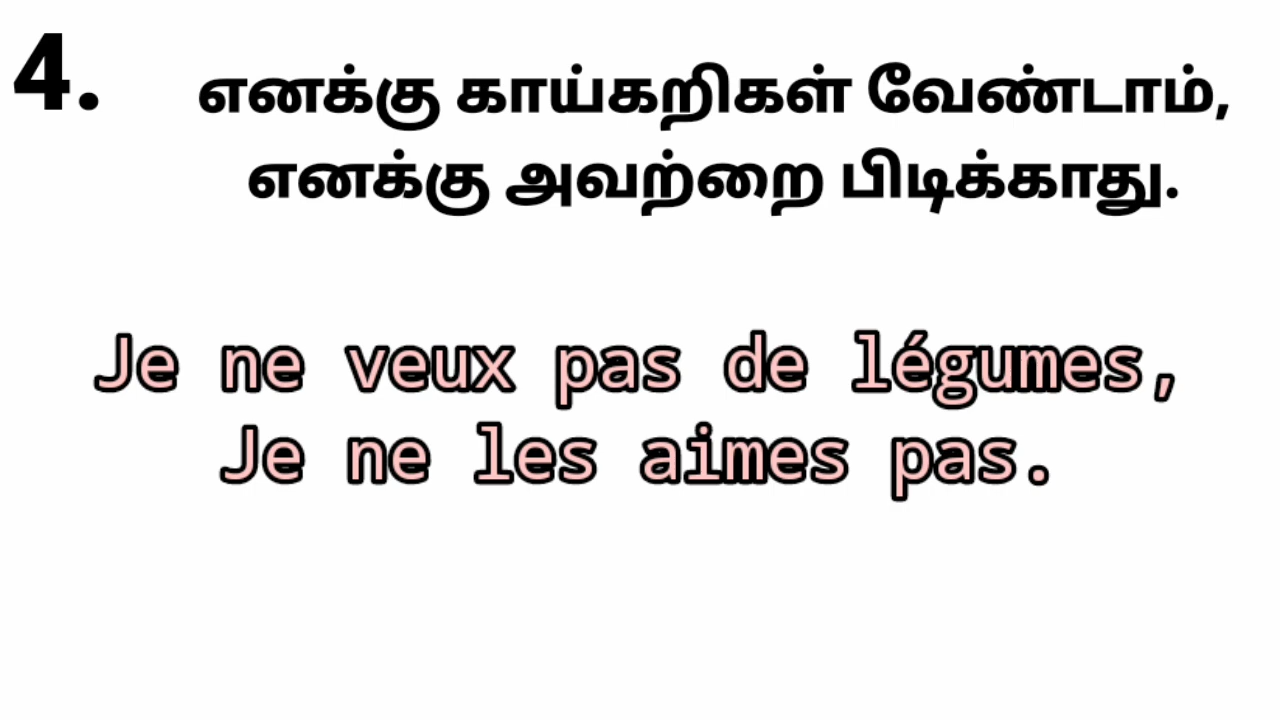 4. எனக்கு காய்கறிகள் வேண்டாம்,
எனக்கு அவற்றை பிடிக்காது.
Je ne veux pas de légumes,
Je ne les aimes pas.